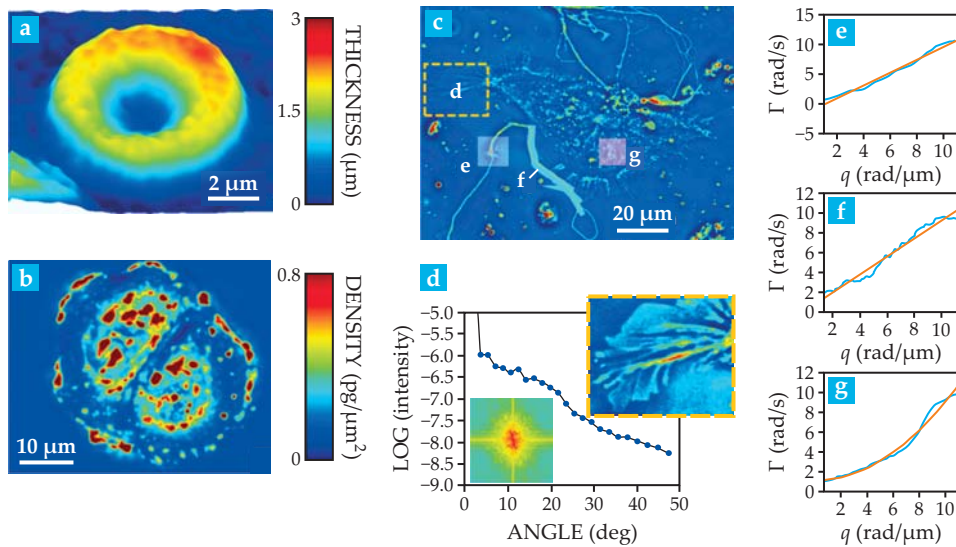 a
3
1.5
0
THICKNESS (μm)
2 μm
b
0.8
0
DENSITY (pg/μm²)
10 μm
c
d
e
f
g
20 μm
d
−5.0
−5.5
−6.0
−6.5
−7.0
−7.5
−8.0
−8.5
−9.0
LOG (intensity)
0 10 20 30 40 50
ANGLE (deg)
e
15
10
5
0
−5
Γ (rad/s)
2 4 6 8 10
q (rad/μm)
f
12
10
8
6
4
2
0
Γ (rad/s)
2 4 6 8 10
q (rad/μm)
g
12
10
8
6
4
2
0
Γ (rad/s)
2 4 6 8 10
q (rad/μm)